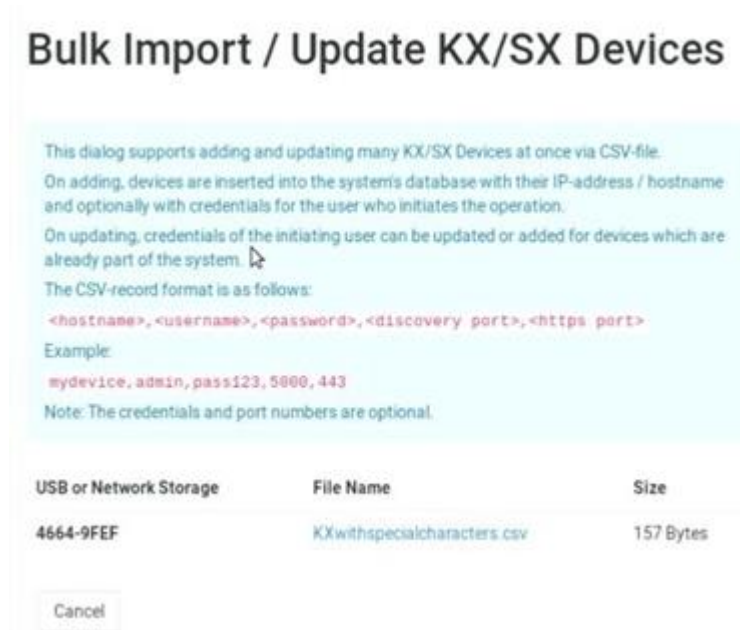 Bulk Import / Update KX/SX Devices
This dialog supports adding and updating many KX/SX Devices at once via CSV-file.
On adding, devices are inserted into the system's database with their IP-address / hostname
and optionally with credentials for the user who initiates the operation.
On updating, credentials of the initiating user can be updated or added for devices which are
already part of the system.
The CSV-record format is as follows:
<hostname>,<username>,<password>,<discovery port>,<https port>
Example:
mydevice,admin,pass123,5000,443
Note: The credentials and port numbers are optional.
USB or Network Storage File Name Size
4664-9FEF KXwithspecialcharacters.csv 157 Bytes
Cancel